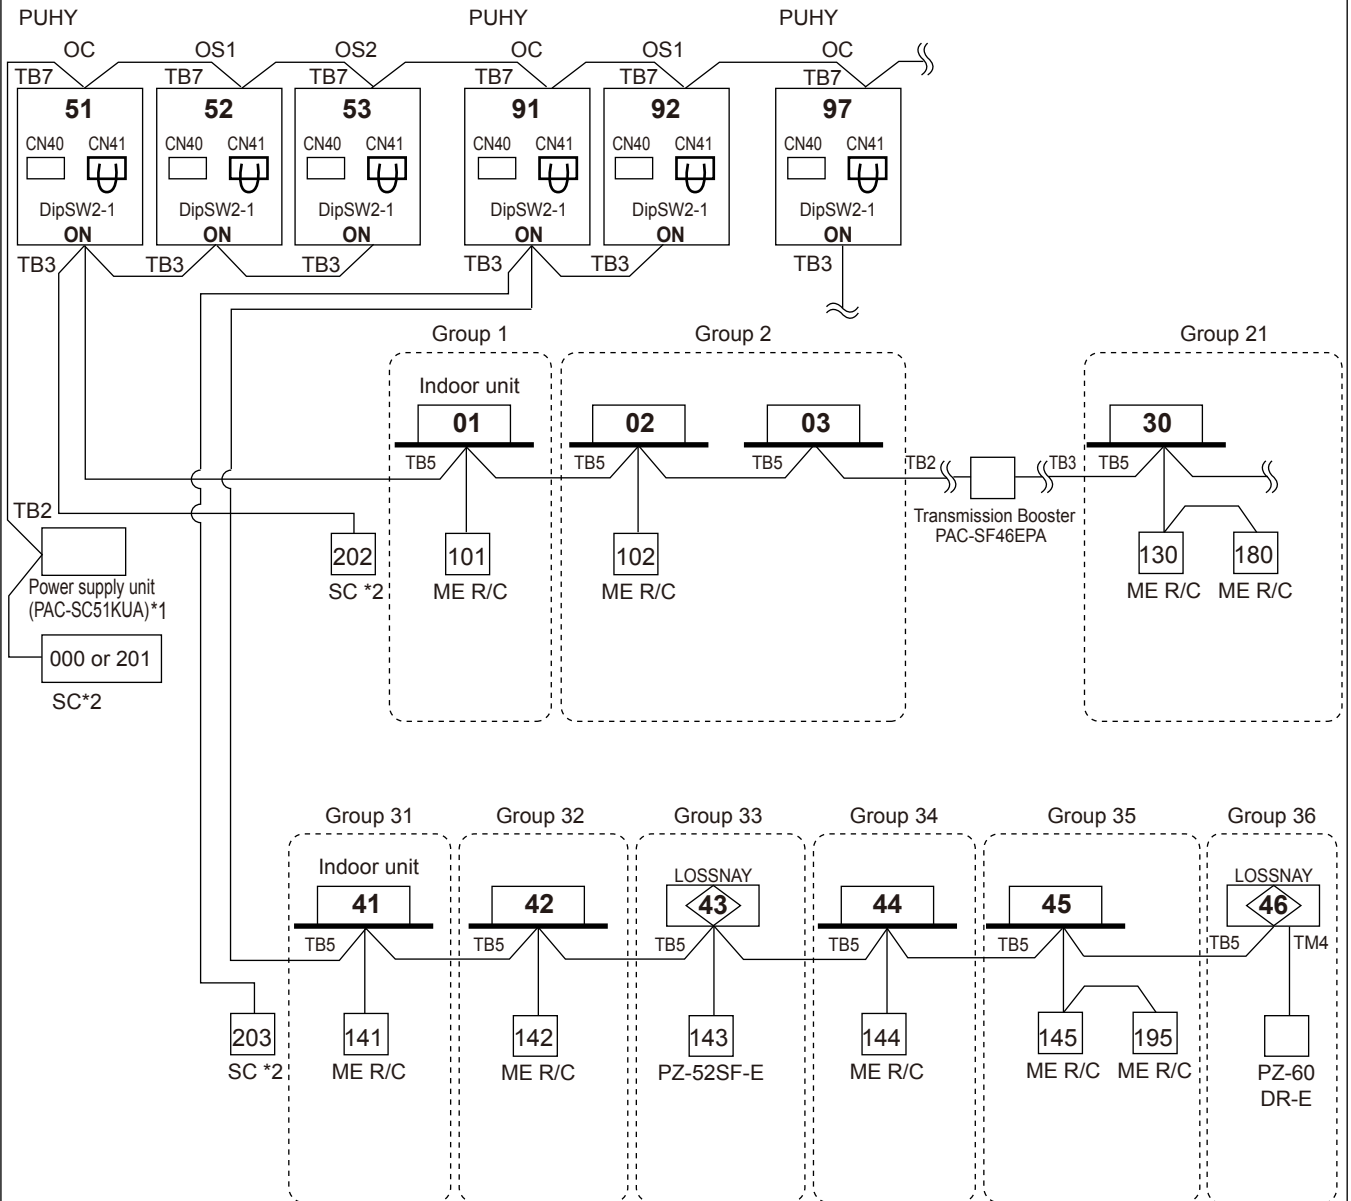 PUHY PUHY PUHY
OC OS1 OS2 OC OS1 OC
TB7 TB7 TB7 TB7 TB7 TB7
51 52 53 91 92 97
CN40 CN41 CN40 CN41 CN40 CN41 CN40 CN41 CN40 CN41 CN40 CN41
DipSW2-1 DipSW2-1 DipSW2-1 DipSW2-1 DipSW2-1 DipSW2-1
ON ON ON ON ON ON
TB3 TB3 TB3 TB3 TB3 TB3
Group 1 Group 2 Group 21
Indoor unit
01 02 03 30
TB5 TB5 TB5 TB2 TB3 TB5
Transmission Booster
PAC-SF46EPA
TB2
202 101 102 130 180
SC *2 ME R/C ME R/C ME R/C ME R/C
Power supply unit
(PAC-SC51KUA)*1
000 or 201
SC*2
Group 31 Group 32 Group 33 Group 34 Group 35 Group 36
Indoor unit LOSSNAY LOSSNAY
41 42 43 44 45 46
TB5 TB5 TB5 TB5 TB5 TB5 TM4
203 141 142 143 144 145 195
SC *2 ME R/C ME R/C PZ-52SF-E ME R/C ME R/C ME R/C PZ-60
DR-E